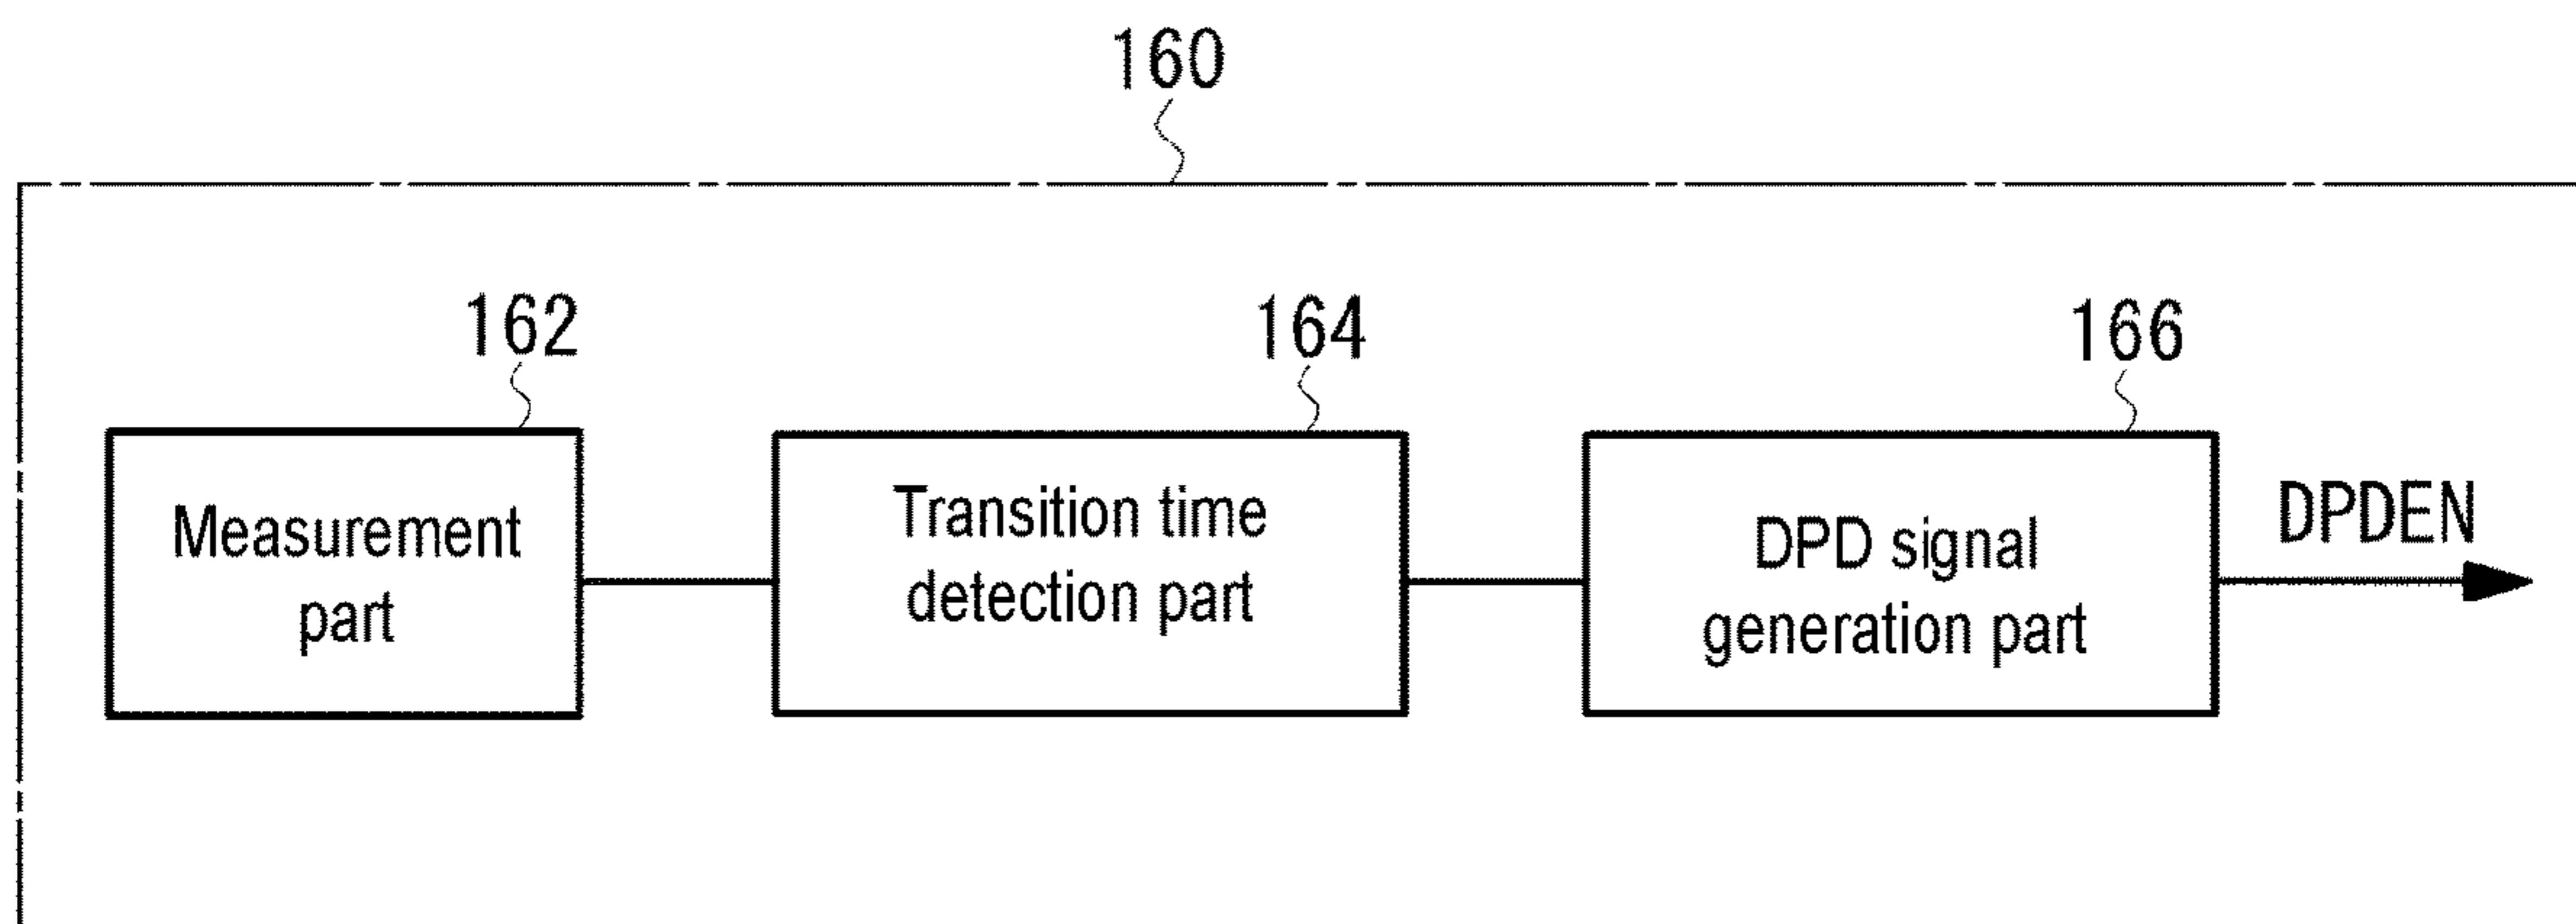 160
162
164
166
Measurement
part
Transition time
detection part
DPD signal
generation part
DPDEN